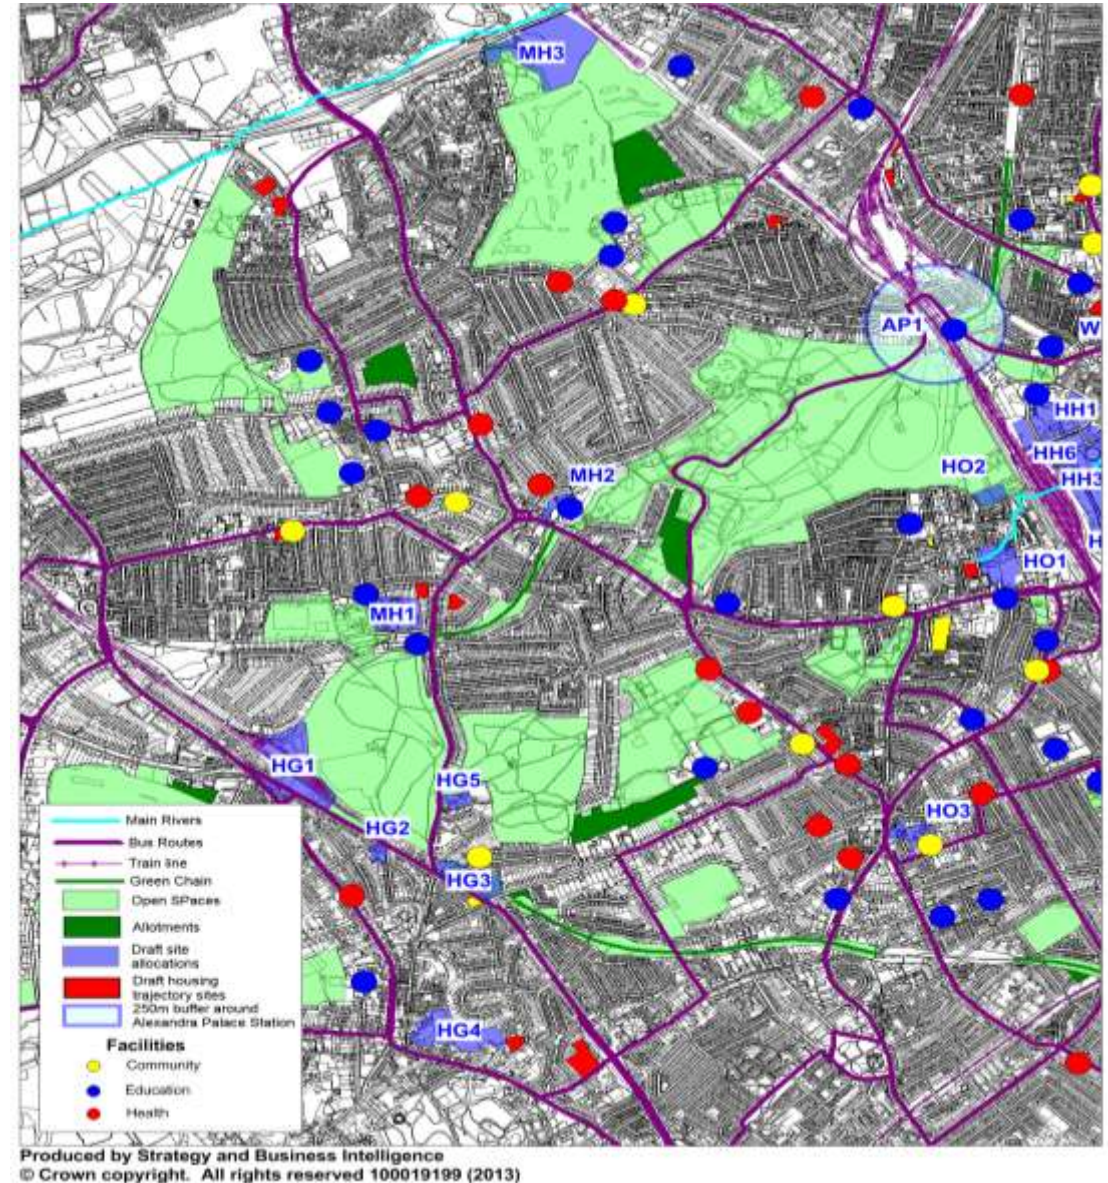 MH3
AP1
W
HH1
HH6
HO2
HH3
MH2
H
HO1
MH1
HG1
HG5
HG2
HO3
HG3
HG4
Main Rivers
Bus Routes
Train line
Green Chain
Open SPaces
Allotments
Draft site
allocations
Draft housing
trajectory sites
250m buffer around
Alexandra Palace Station
Facilities
Community
Education
Health
Produced by Strategy and Business Intelligence
© Crown copyright. All rights reserved 100019199 (2013)